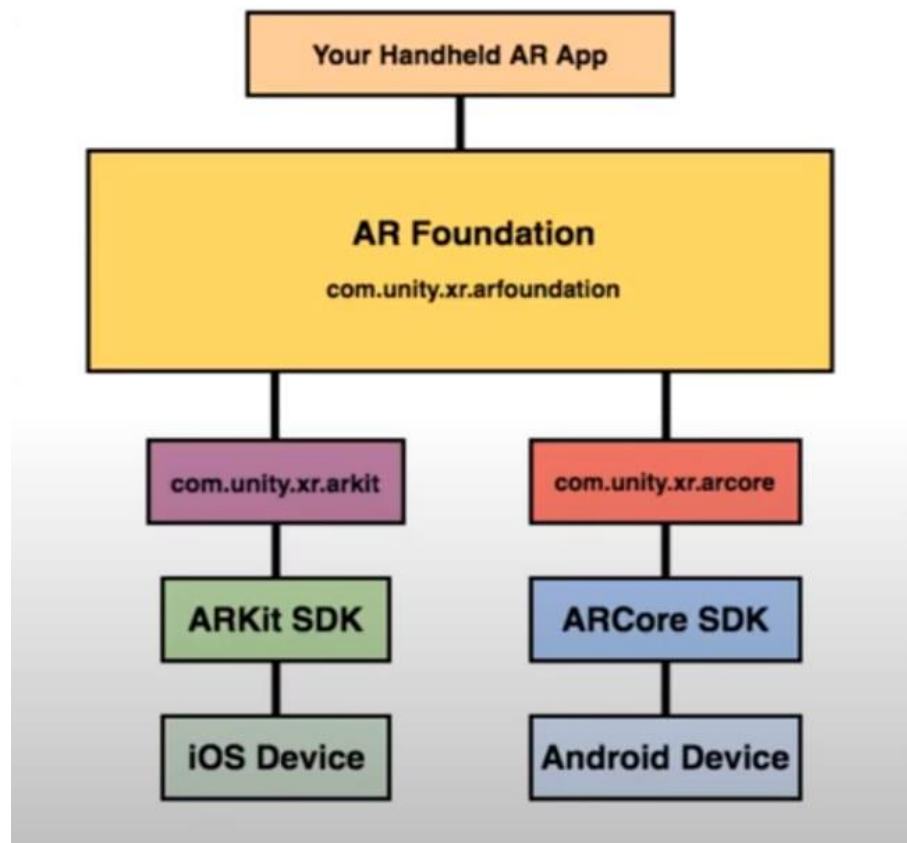 Your Handheld AR App
AR Foundation
com.unity.xr.arfoundation
com.unity.xr.arkit
com.unity.xr.arcore
ARKit SDK
ARCore SDK
iOS Device
Android Device